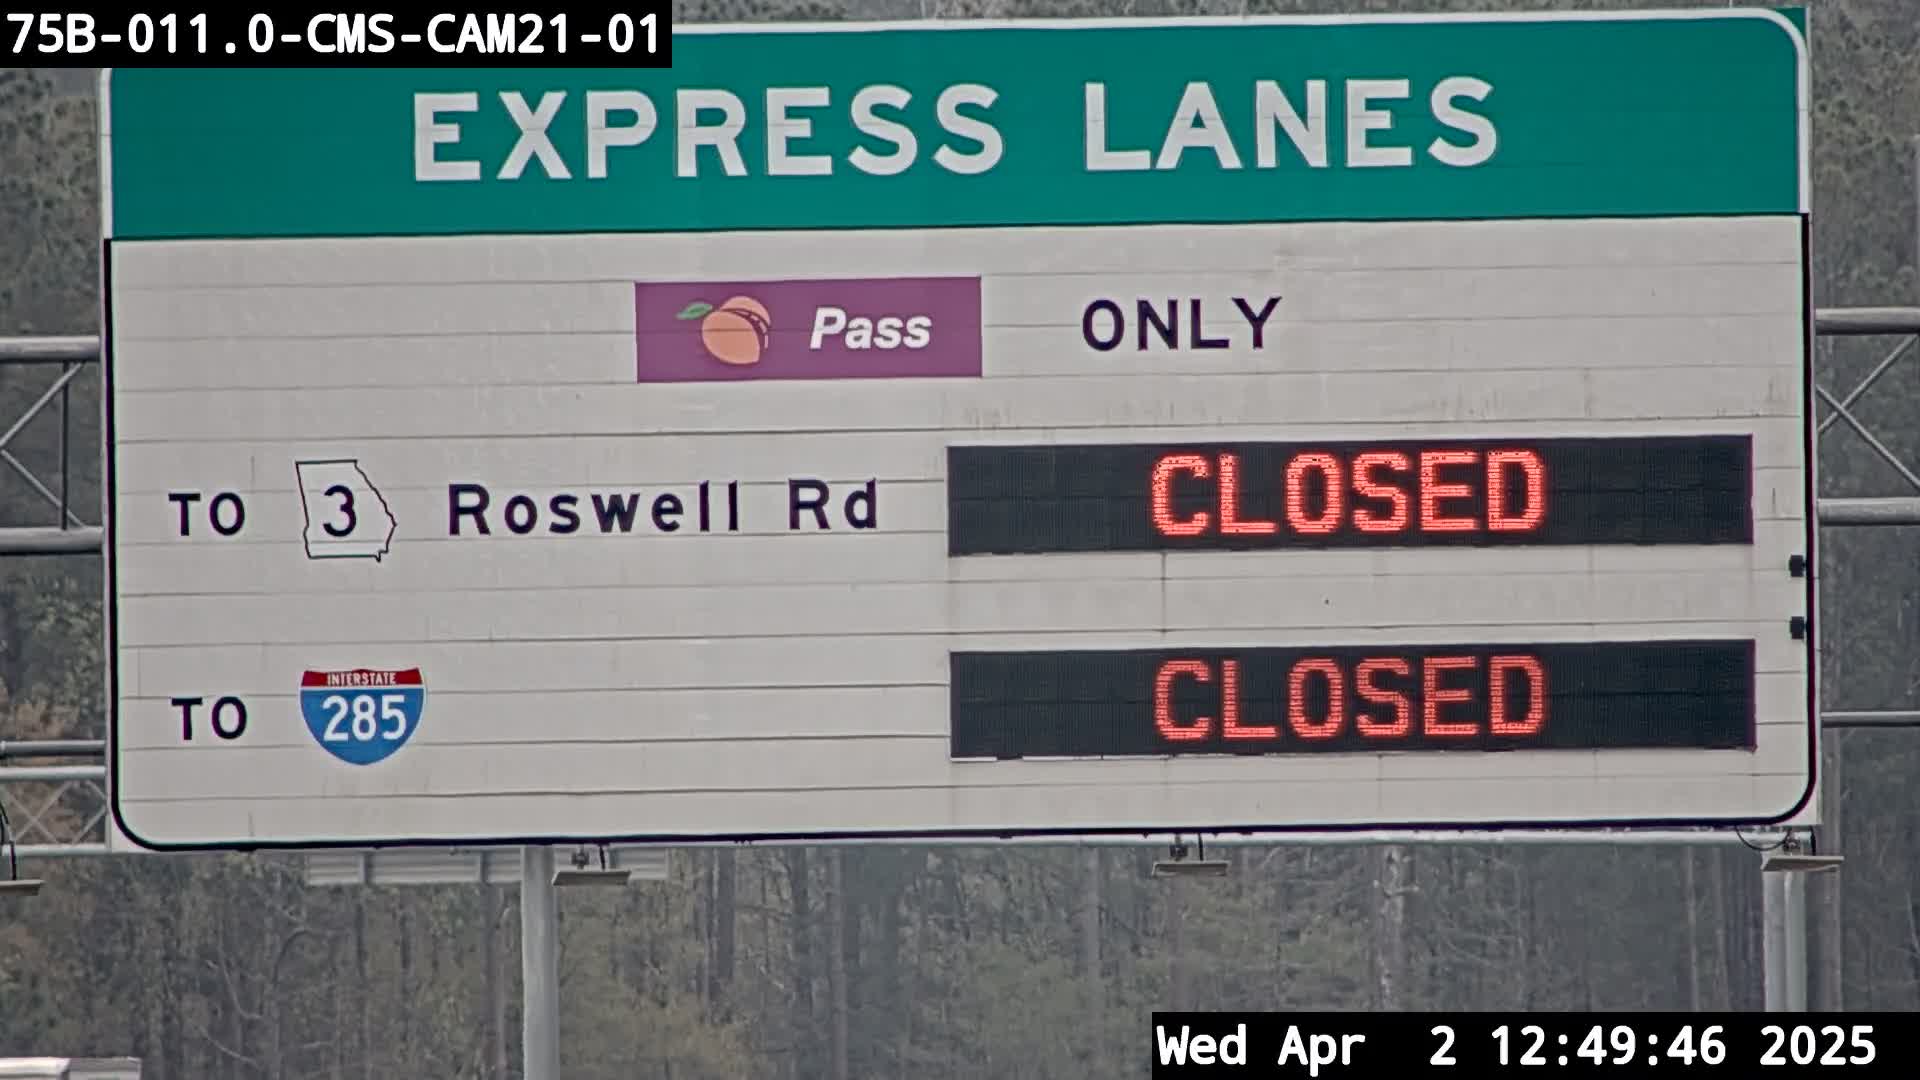 75B-011.0-CMS-CAM21-01
EXPRESS LANES
Pass ONLY
TO 3 Roswell Rd CLOSED
TO INTERSTATE 285 CLOSED
Wed Apr 2 12:49:46 2025